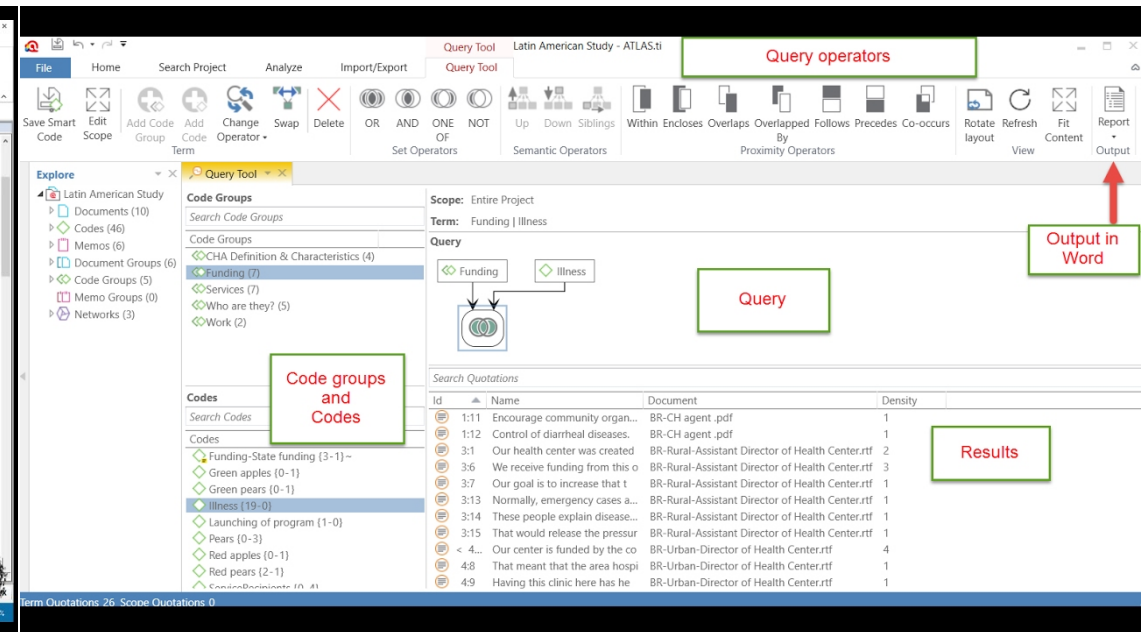 Query Tool
Latin American Study - ATLAS.ti
Query operators
File Home Search Project Analyze Import/Export Query Tool
Save Smart Code
Edit Scope
Add Code Group
Add Code
Change Operator
Swap
Delete
OR
AND
ONE OF
NOT
Up
Down
Siblings
Within
Encloses
Overlaps
Overlapped By
Follows
Precedes
Co-occurs
Rotate layout
Refresh
Fit Content
Report
Term
Set Operators
Semantic Operators
Proximity Operators
View
Output
Output in
Word
Explore
Latin American Study
Documents (10)
Codes (46)
Memos (6)
Document Groups (6)
Code Groups (5)
Memo Groups (0)
Networks (3)
Query Tool
Code Groups
Search Code Groups
Code Groups
CHA Definition & Characteristics (4)
Funding (7)
Services (7)
Who are they? (5)
Work (2)
Code groups
and
Codes
Codes
Search Codes
Codes
Funding-State funding {3-1}~
Green apples {0-1}
Green pears {0-1}
Illness {19-0}
Launching of program {1-0}
Pears {0-3}
Red apples {0-1}
Red pears {2-1}
ServiceRecipients {0-4}
Scope: Entire Project
Term: Funding | Illness
Query
Funding
Illness
Query
Search Quotations
Id Name Document Density
1:11 Encourage community organ... BR-CH agent .pdf 1
1:12 Control of diarrheal diseases. BR-CH agent .pdf 1
3:1 Our health center was created BR-Rural-Assistant Director of Health Center.rtf 2
3:6 We receive funding from this o BR-Rural-Assistant Director of Health Center.rtf 3
3:7 Our goal is to increase that t BR-Rural-Assistant Director of Health Center.rtf 1
3:13 Normally, emergency cases a... BR-Rural-Assistant Director of Health Center.rtf 1
3:14 These people explain disease... BR-Rural-Assistant Director of Health Center.rtf 1
3:15 That would release the pressur BR-Rural-Assistant Director of Health Center.rtf 1
< 4... Our center is funded by the co BR-Urban-Director of Health Center.rtf 4
4:8 That meant that the area hospi BR-Urban-Director of Health Center.rtf 1
4:9 Having this clinic here has he BR-Urban-Director of Health Center.rtf 1
Results
Term Quotations 26 Scope Quotations 0